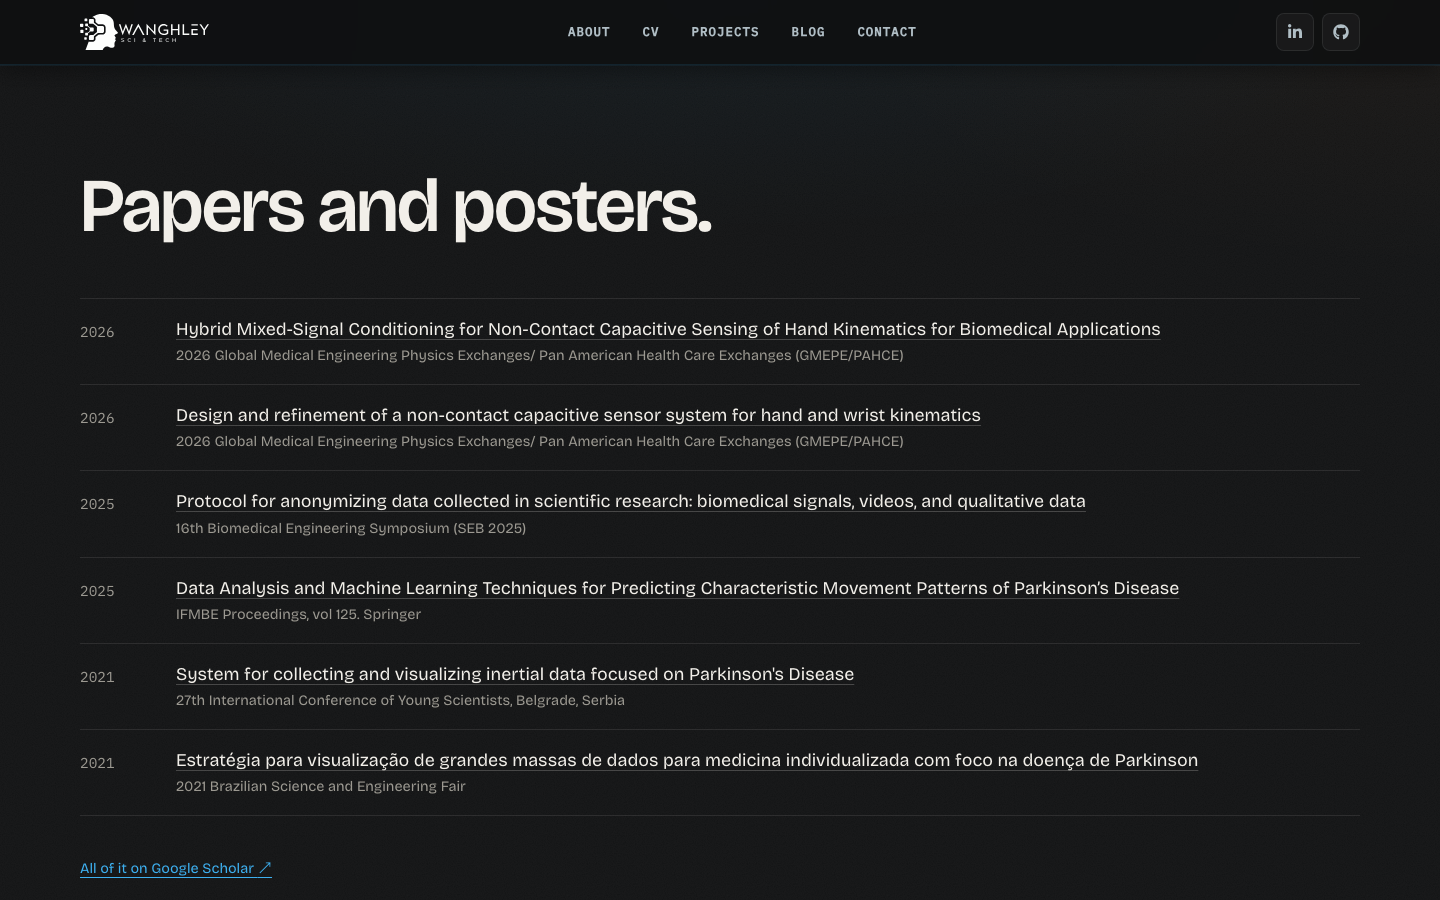 WANGHLEY
SCI & TECH
ABOUT CV PROJECTS BLOG CONTACT
Papers and posters.
2026 Hybrid Mixed-Signal Conditioning for Non-Contact Capacitive Sensing of Hand Kinematics for Biomedical Applications
2026 Global Medical Engineering Physics Exchanges/ Pan American Health Care Exchanges (GMEPE/PAHCE)
2026 Design and refinement of a non-contact capacitive sensor system for hand and wrist kinematics
2026 Global Medical Engineering Physics Exchanges/ Pan American Health Care Exchanges (GMEPE/PAHCE)
2025 Protocol for anonymizing data collected in scientific research: biomedical signals, videos, and qualitative data
16th Biomedical Engineering Symposium (SEB 2025)
2025 Data Analysis and Machine Learning Techniques for Predicting Characteristic Movement Patterns of Parkinson’s Disease
IFMBE Proceedings, vol 125. Springer
2021 System for collecting and visualizing inertial data focused on Parkinson's Disease
27th International Conference of Young Scientists, Belgrade, Serbia
2021 Estratégia para visualização de grandes massas de dados para medicina individualizada com foco na doença de Parkinson
2021 Brazilian Science and Engineering Fair
All of it on Google Scholar ↗